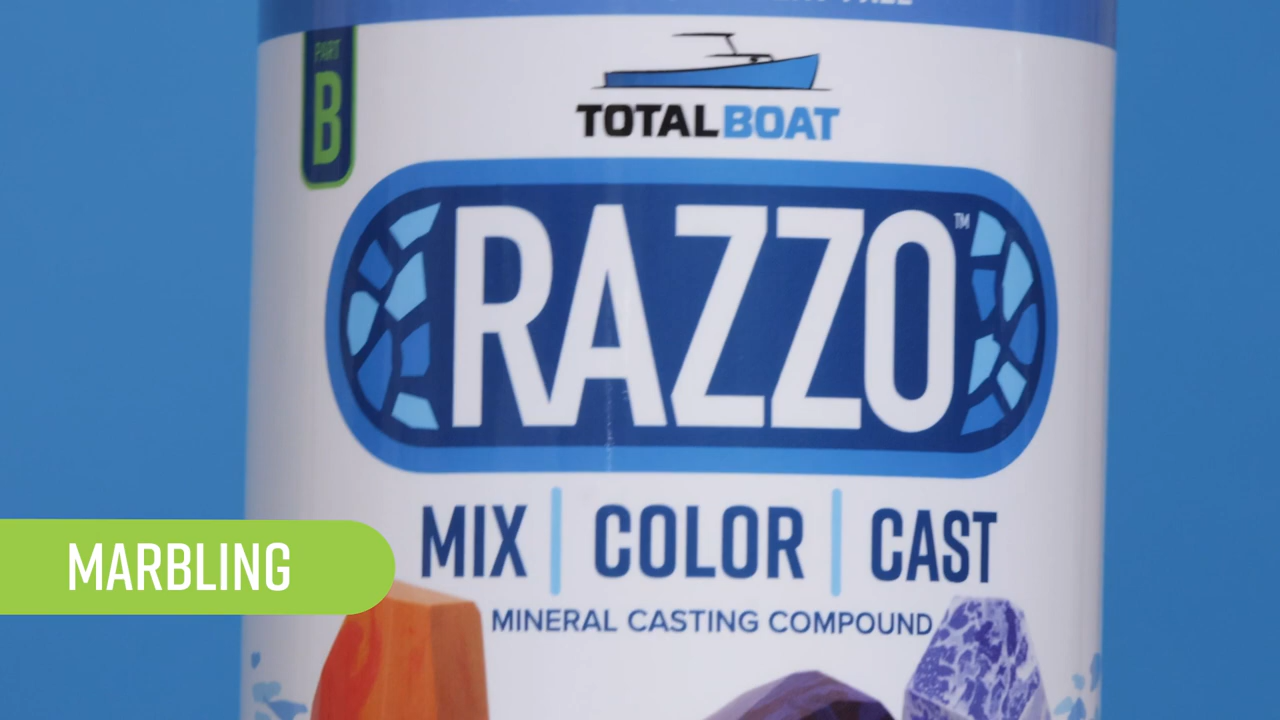 PART
B
TOTALBOAT
RAZZO™
MIX | COLOR | CAST
MARBLING
MINERAL CASTING COMPOUND